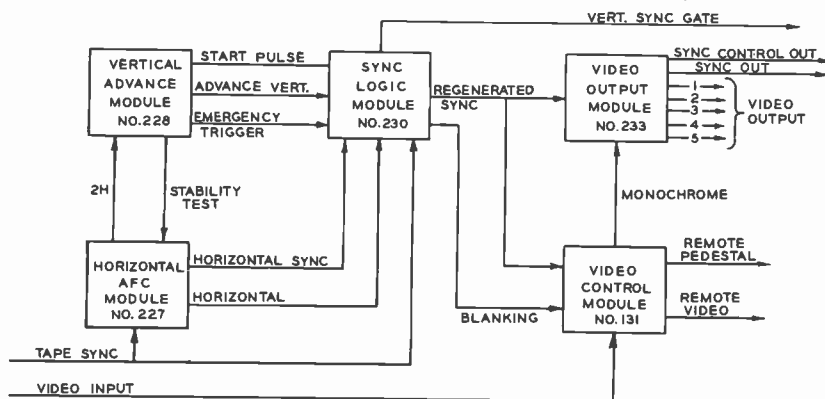 VERT. SYNC GATE
VERTICAL
ADVANCE
MODULE
NO.228
START PULSE
ADVANCE VERT.
EMERGENCY
TRIGGER
SYNC
LOGIC
MODULE
NO.230
REGENERATED
SYNC
VIDEO
OUTPUT
MODULE
NO.233
SYNC CONTROL OUT
SYNC OUT
1
2
3
4
5
VIDEO
OUTPUT
2H
STABILITY
TEST
MONOCHROME
HORIZONTAL
AFC
MODULE
NO.227
HORIZONTAL SYNC
HORIZONTAL
BLANKING
VIDEO
CONTROL
MODULE
NO.131
REMOTE
PEDESTAL
REMOTE
VIDEO
TAPE SYNC
VIDEO INPUT